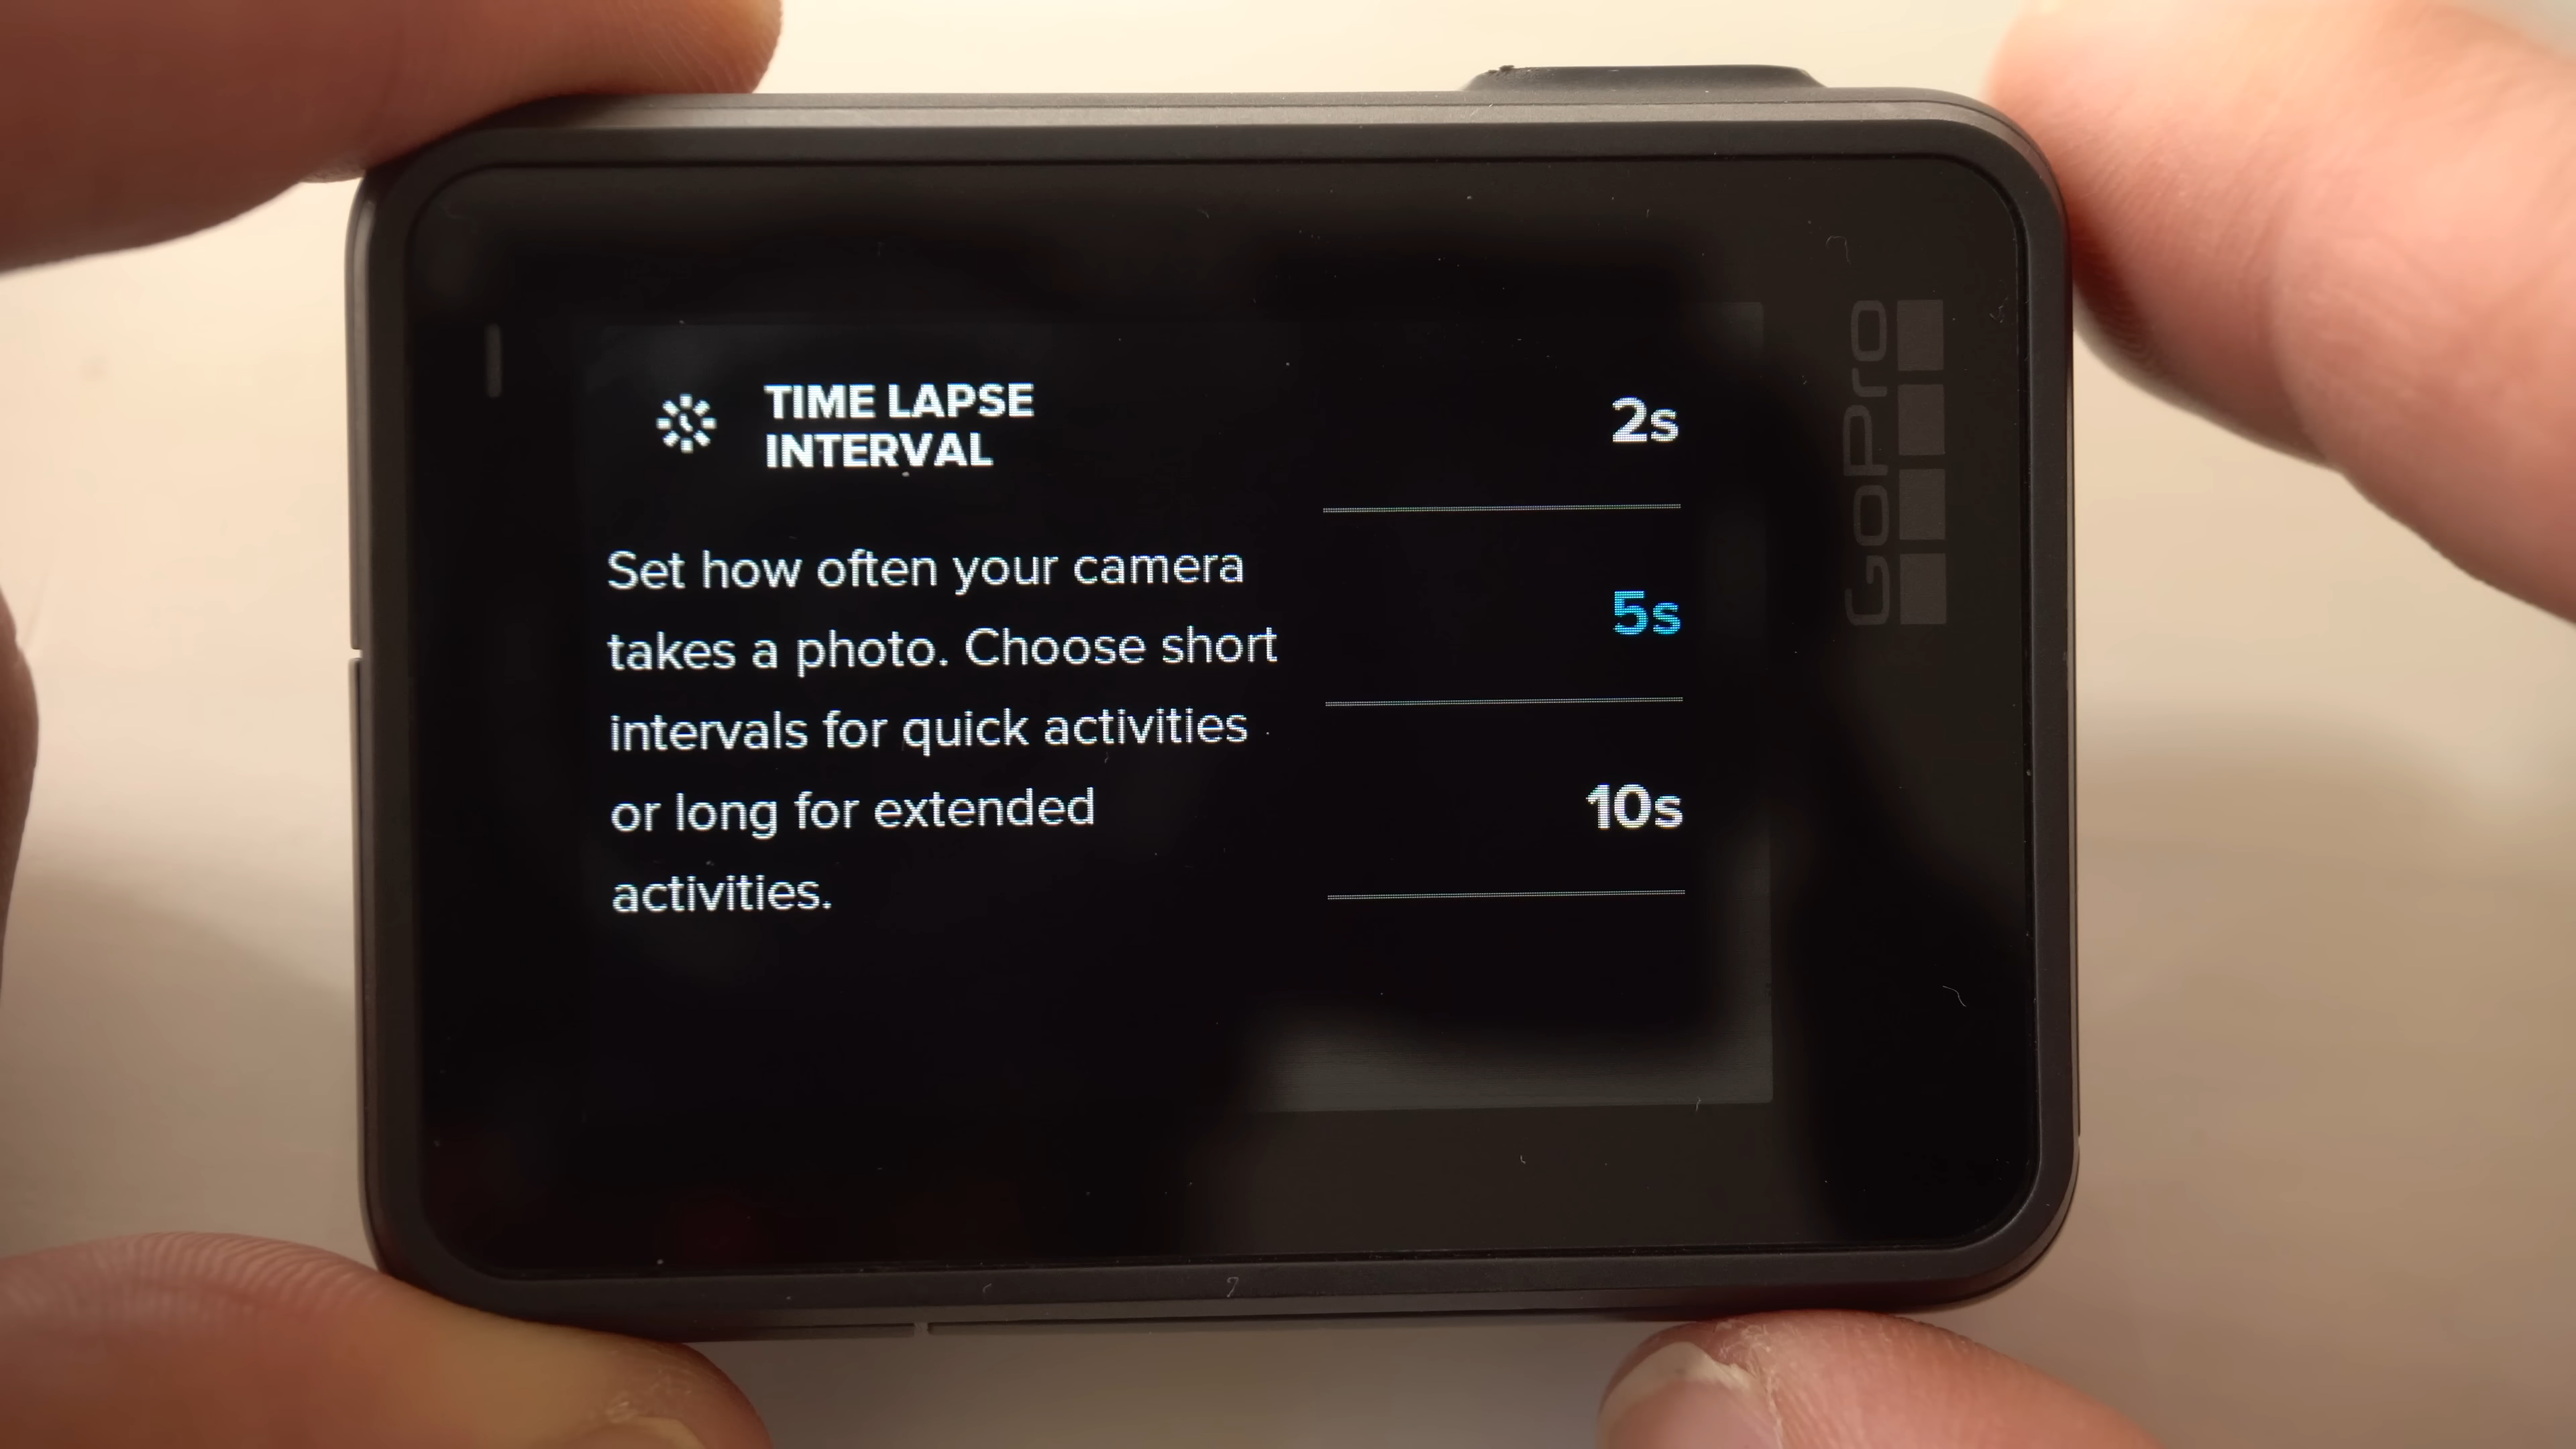 TIME LAPSE
INTERVAL
Set how often your camera
takes a photo. Choose short
intervals for quick activities
or long for extended
activities.
2s
5s
10s
GoPro